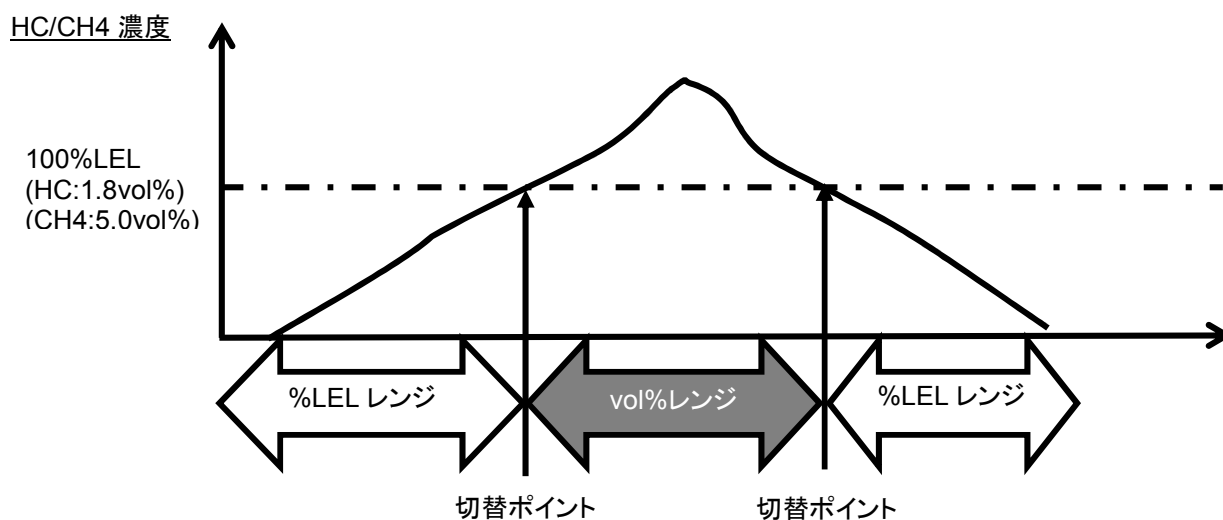 HC/CH4 濃度
100%LEL
(HC:1.8vol%)
(CH4:5.0vol%)
%LEL レンジ
vol%レンジ
%LEL レンジ
切替ポイント
切替ポイント